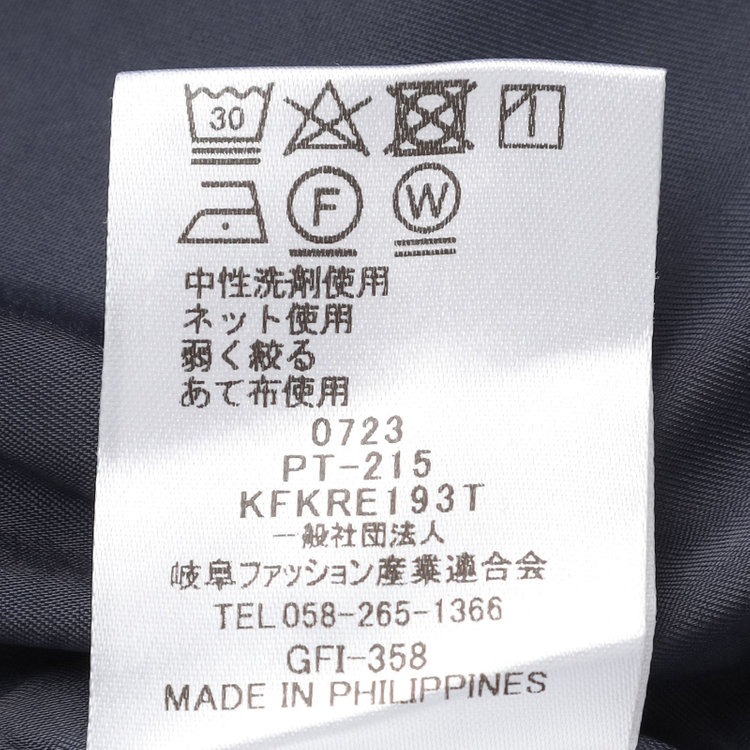 30
F W
中性洗剤使用
ネット使用
弱く絞る
あて布使用
0723
PT-215
KFKRE193T
一般社団法人
岐阜ファッション産業連合会
TEL 058-265-1366
GFI-358
MADE IN PHILIPPINES